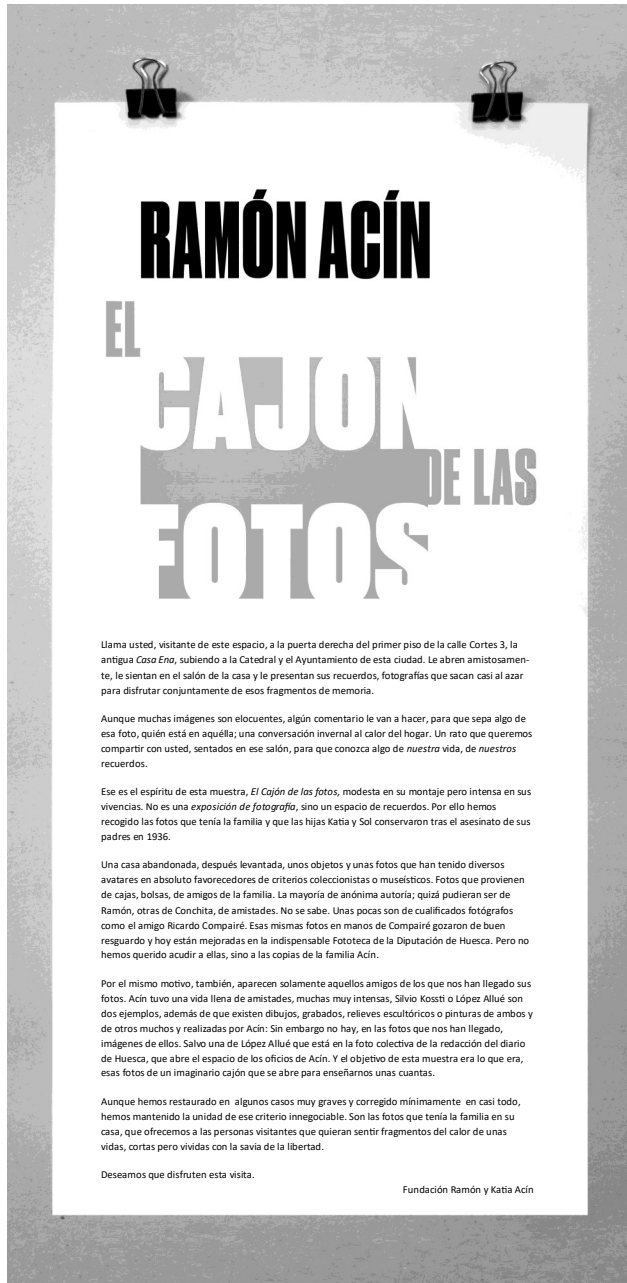 RAMÓN ACÍN
EL
CAJÓN
DE LAS
FOTOS
Llama usted, visitante de este espacio, a la puerta derecha del primer piso de la calle Cortes 3, la
antigua Casa Ena, subiendo a la Catedral y el Ayuntamiento de esta ciudad. Le abren amistosamen-
te, le sientan en el salón de la casa y le presentan sus recuerdos, fotografías que sacan casi al azar
para disfrutar conjuntamente de esos fragmentos de memoria.
Aunque muchas imágenes son elocuentes, algún comentario le van a hacer, para que sepa algo de
esa foto, quién está en aquélla; una conversación invernal al calor del hogar. Un rato que queremos
compartir con usted, sentados en ese salón, para que conozca algo de nuestra vida, de nuestros
recuerdos.
Ese es el espíritu de esta muestra, El Cajón de las fotos, modesta en su montaje pero intensa en sus
vivencias. No es una exposición de fotografía, sino un espacio de recuerdos. Por ello hemos
recogido las fotos que tenía la familia y que las hijas Katia y Sol conservaron tras el asesinato de sus
padres en 1936.
Una casa abandonada, después levantada, unos objetos y unas fotos que han tenido diversos
avatares en absoluto favorecedores de criterios coleccionistas o museísticos. Fotos que provienen
de cajas, bolsas, de amigos de la familia. La mayoría de anónima autoría; quizá pudieran ser de
Ramón, otras de Conchita, de amistades. No se sabe. Unas pocas son de cualificados fotógrafos
como el amigo Ricardo Compairé. Esas mismas fotos en manos de Compairé gozaron de buen
resguardo y hoy están mejoradas en la indispensable Fototeca de la Diputación de Huesca. Pero no
hemos querido acudir a ellas, sino a las copias de la familia Acín.
Por el mismo motivo, también, aparecen solamente aquellos amigos de los que nos han llegado sus
fotos. Acín tuvo una vida llena de amistades, muchas muy intensas, Silvio Kossti o López Allué son
dos ejemplos, además de que existen dibujos, grabados, relieves escultóricos o pinturas de ambos y
de otros muchos y realizadas por Acín: Sin embargo no hay, en las fotos que nos han llegado,
imágenes de ellos. Salvo una de López Allué que está en la foto colectiva de la redacción del diario
de Huesca, que abre el espacio de los oficios de Acín. Y el objetivo de esta muestra era lo que era,
esas fotos de un imaginario cajón que se abre para enseñarnos unas cuantas.
Aunque hemos restaurado en algunos casos muy graves y corregido mínimamente en casi todo,
hemos mantenido la unidad de ese criterio innegociable. Son las fotos que tenía la familia en su
casa, que ofrecemos a las personas visitantes que quieran sentir fragmentos del calor de unas
vidas, cortas pero vividas con la savia de la libertad.
Deseamos que disfruten esta visita.
Fundación Ramón y Katia Acín